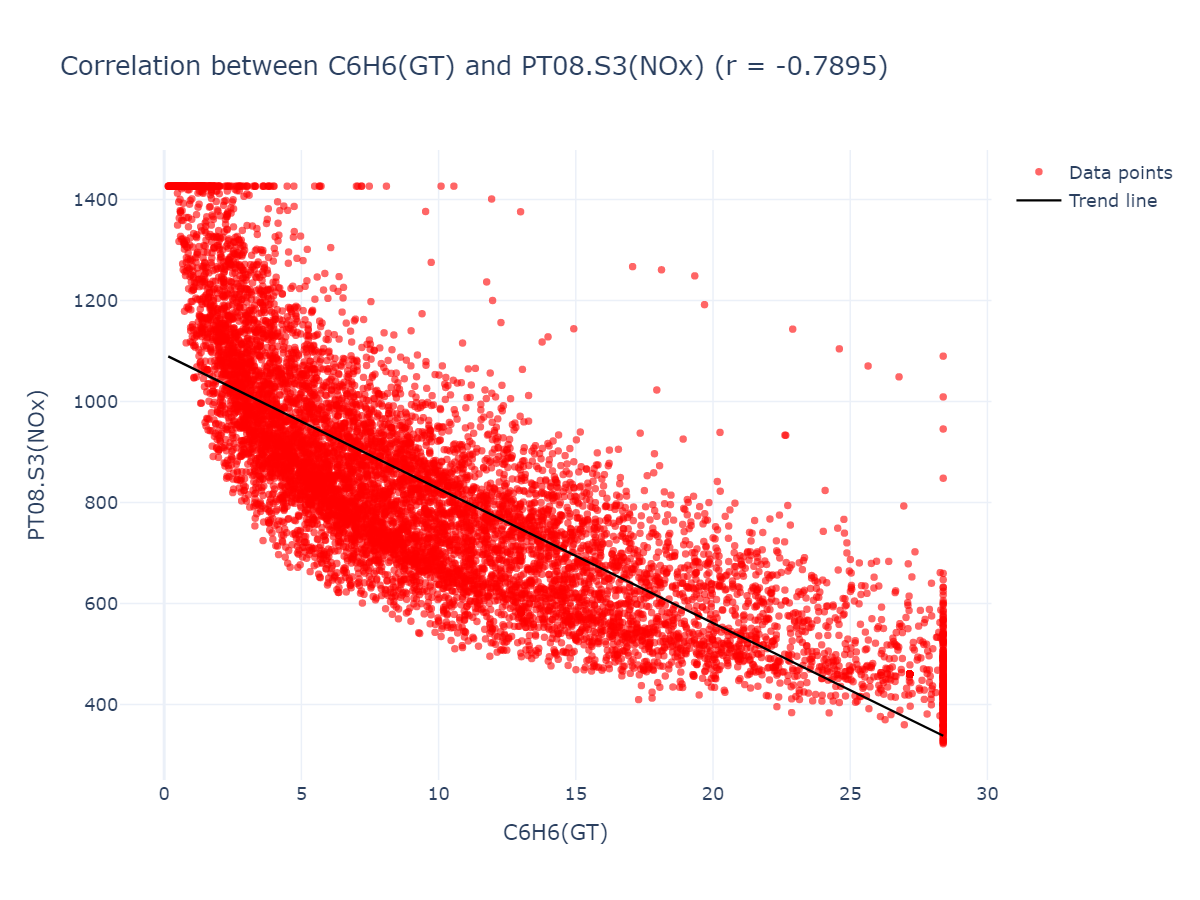 Correlation between C6H6(GT) and PT08.S3(NOx) (r = -0.7895)
Data points
Trend line
1400
1200
1000
800
600
400
PT08.S3(NOx)
0 5 10 15 20 25 30
C6H6(GT)